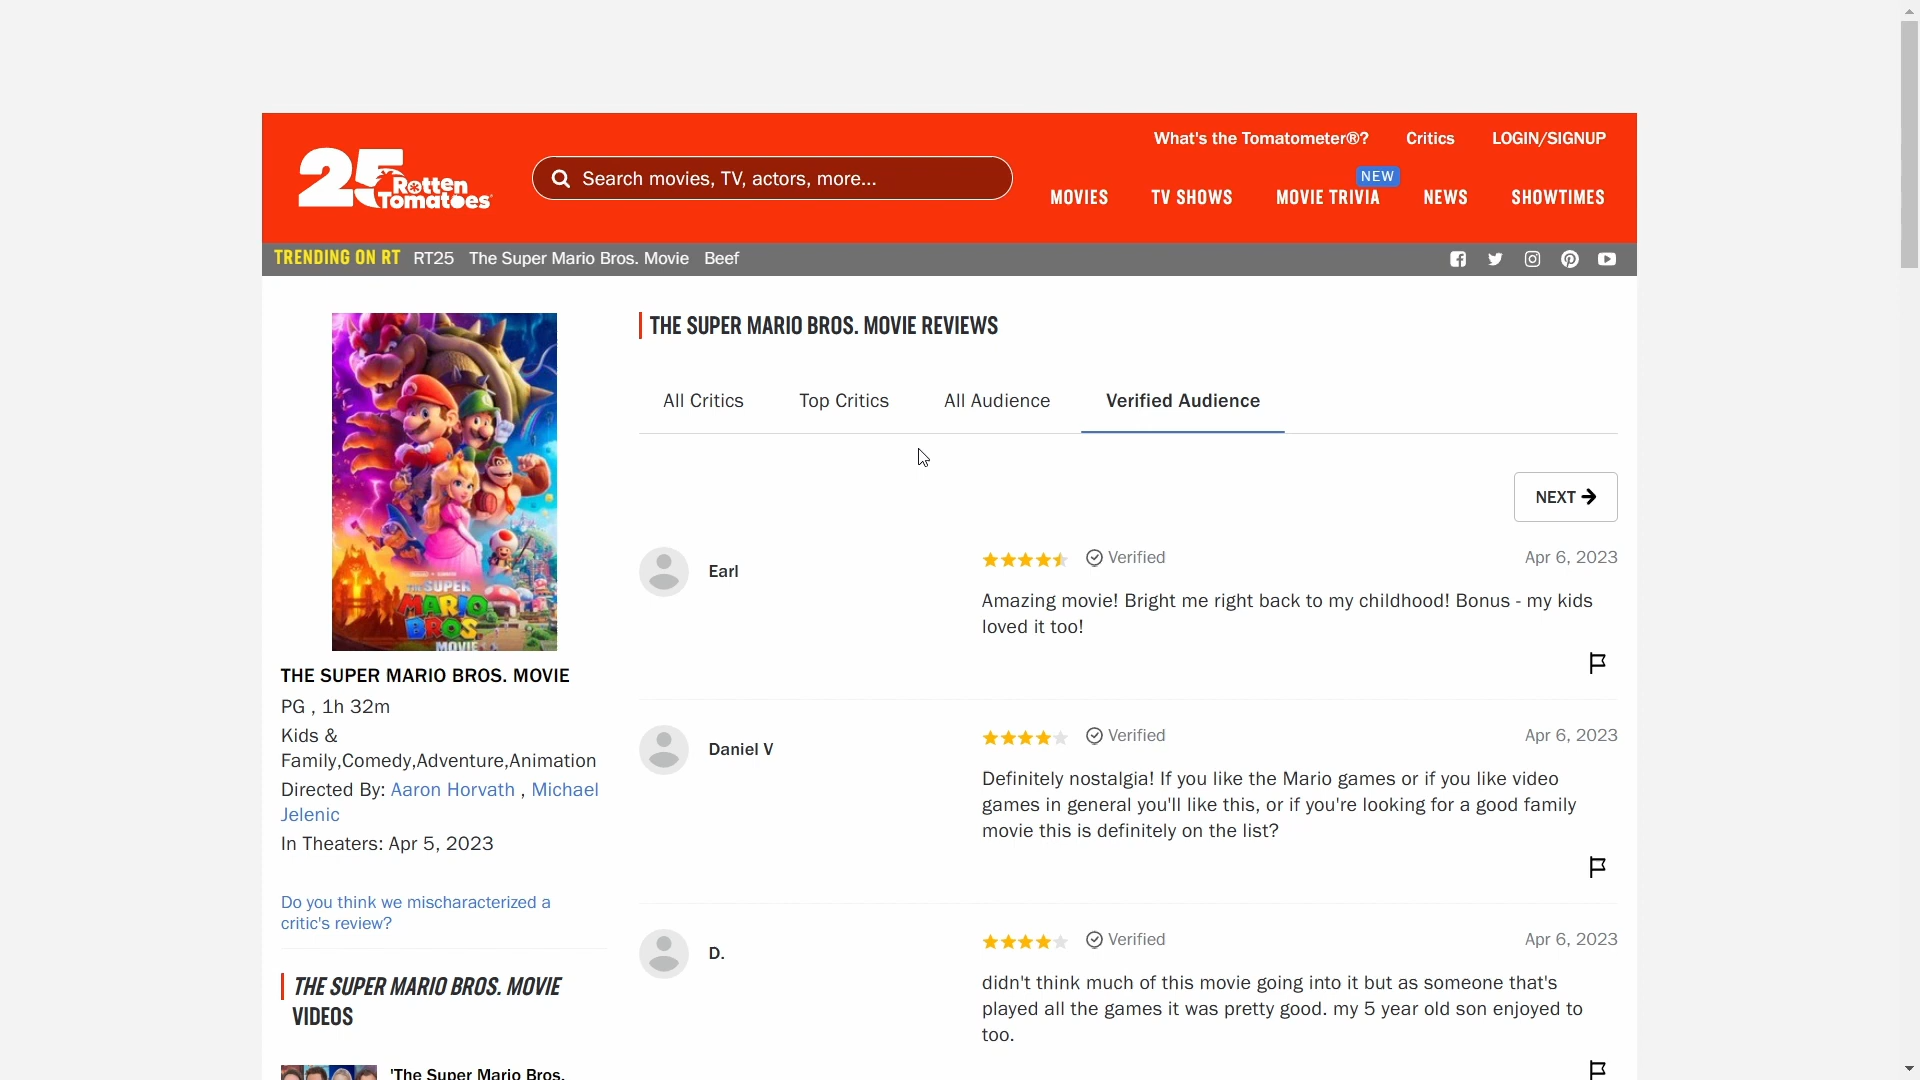 What's the Tomatometer®?
Critics
LOGIN/SIGNUP
25 Rotten Tomatoes
Search movies, TV, actors, more...
NEW
MOVIES
TV SHOWS
MOVIE TRIVIA
NEWS
SHOWTIMES
TRENDING ON RT RT25 The Super Mario Bros. Movie Beef
THE SUPER MARIO BROS. MOVIE REVIEWS
All Critics
Top Critics
All Audience
Verified Audience
NEXT
THE SUPER
MARIO
BROS
MOVIE
THE SUPER MARIO BROS. MOVIE
PG , 1h 32m
Kids &
Family,Comedy,Adventure,Animation
Directed By: Aaron Horvath , Michael
Jelenic
In Theaters: Apr 5, 2023
Do you think we mischaracterized a
critic's review?
THE SUPER MARIO BROS. MOVIE
VIDEOS
'The Super Mario Bros.
Earl
Verified
Apr 6, 2023
Amazing movie! Bright me right back to my childhood! Bonus - my kids
loved it too!
Daniel V
Verified
Apr 6, 2023
Definitely nostalgia! If you like the Mario games or if you like video
games in general you'll like this, or if you're looking for a good family
movie this is definitely on the list?
D.
Verified
Apr 6, 2023
didn't think much of this movie going into it but as someone that's
played all the games it was pretty good. my 5 year old son enjoyed to
too.